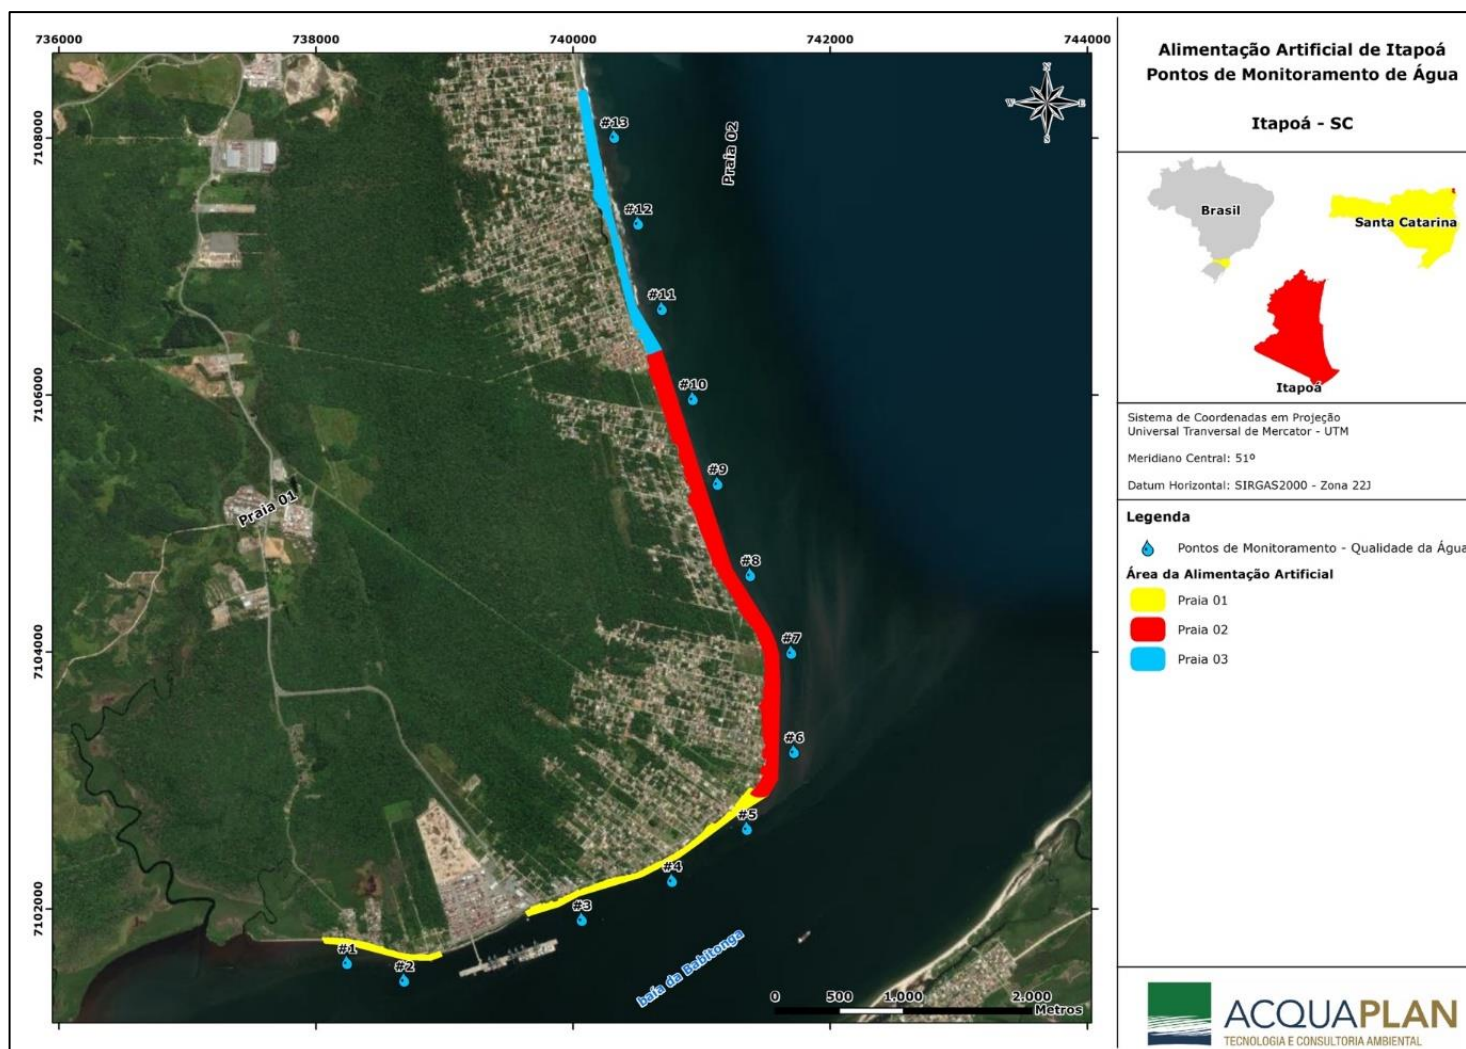 736000
738000
740000
742000
744000
7108000
7106000
7104000
7102000
#13
#12
#11
#10
#9
#8
#7
#6
#5
#4
#3
#2
#1
Praia 02
Praia 01
baía da Babitonga
N
W
E
S
0
500
1.000
2.000
Metros
Alimentação Artificial de Itapoá
Pontos de Monitoramento de Água
Itapoá - SC
Brasil
Santa Catarina
Itapoá
Sistema de Coordenadas em Projeção
Universal Tranversal de Mercator - UTM
Meridiano Central: 51º
Datum Horizontal: SIRGAS2000 - Zona 22J
Legenda
Pontos de Monitoramento - Qualidade da Água
Área da Alimentação Artificial
Praia 01
Praia 02
Praia 03
ACQUAPLAN
TECNOLOGIA E CONSULTORIA AMBIENTAL